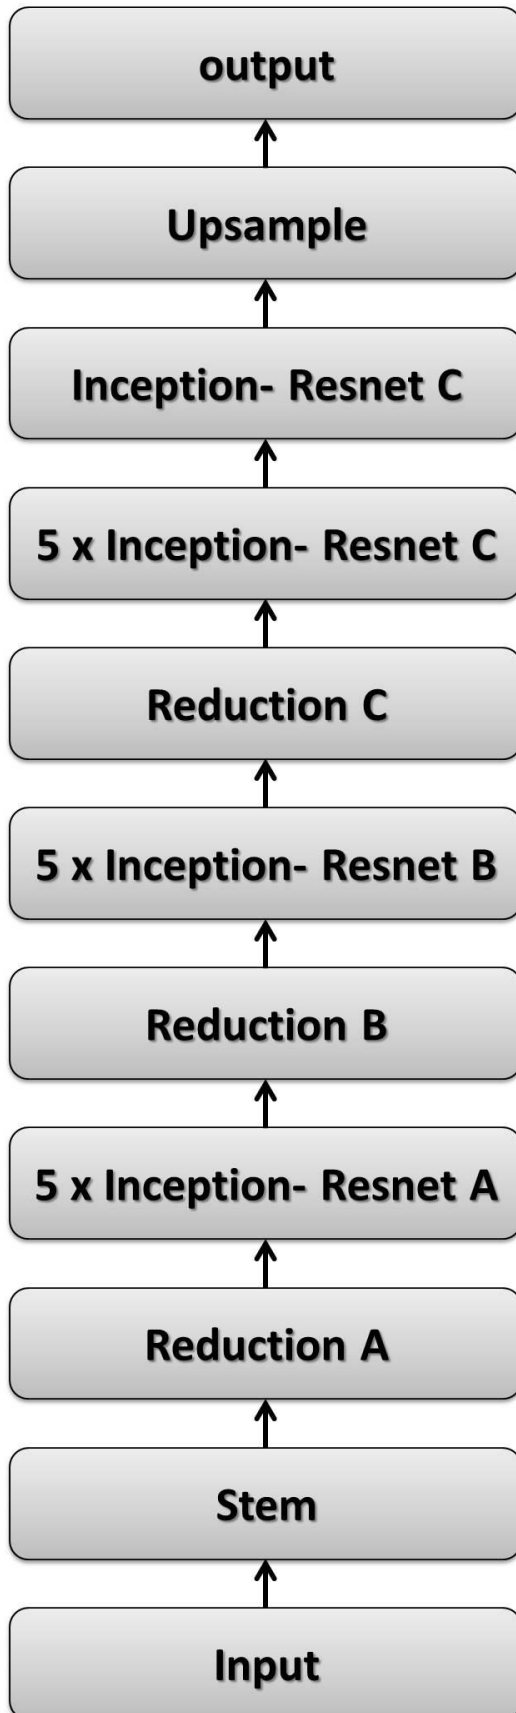 output
Upsample
Inception- Resnet C
5 x Inception- Resnet C
Reduction C
5 x Inception- Resnet B
Reduction B
5 x Inception- Resnet A
Reduction A
Stem
Input